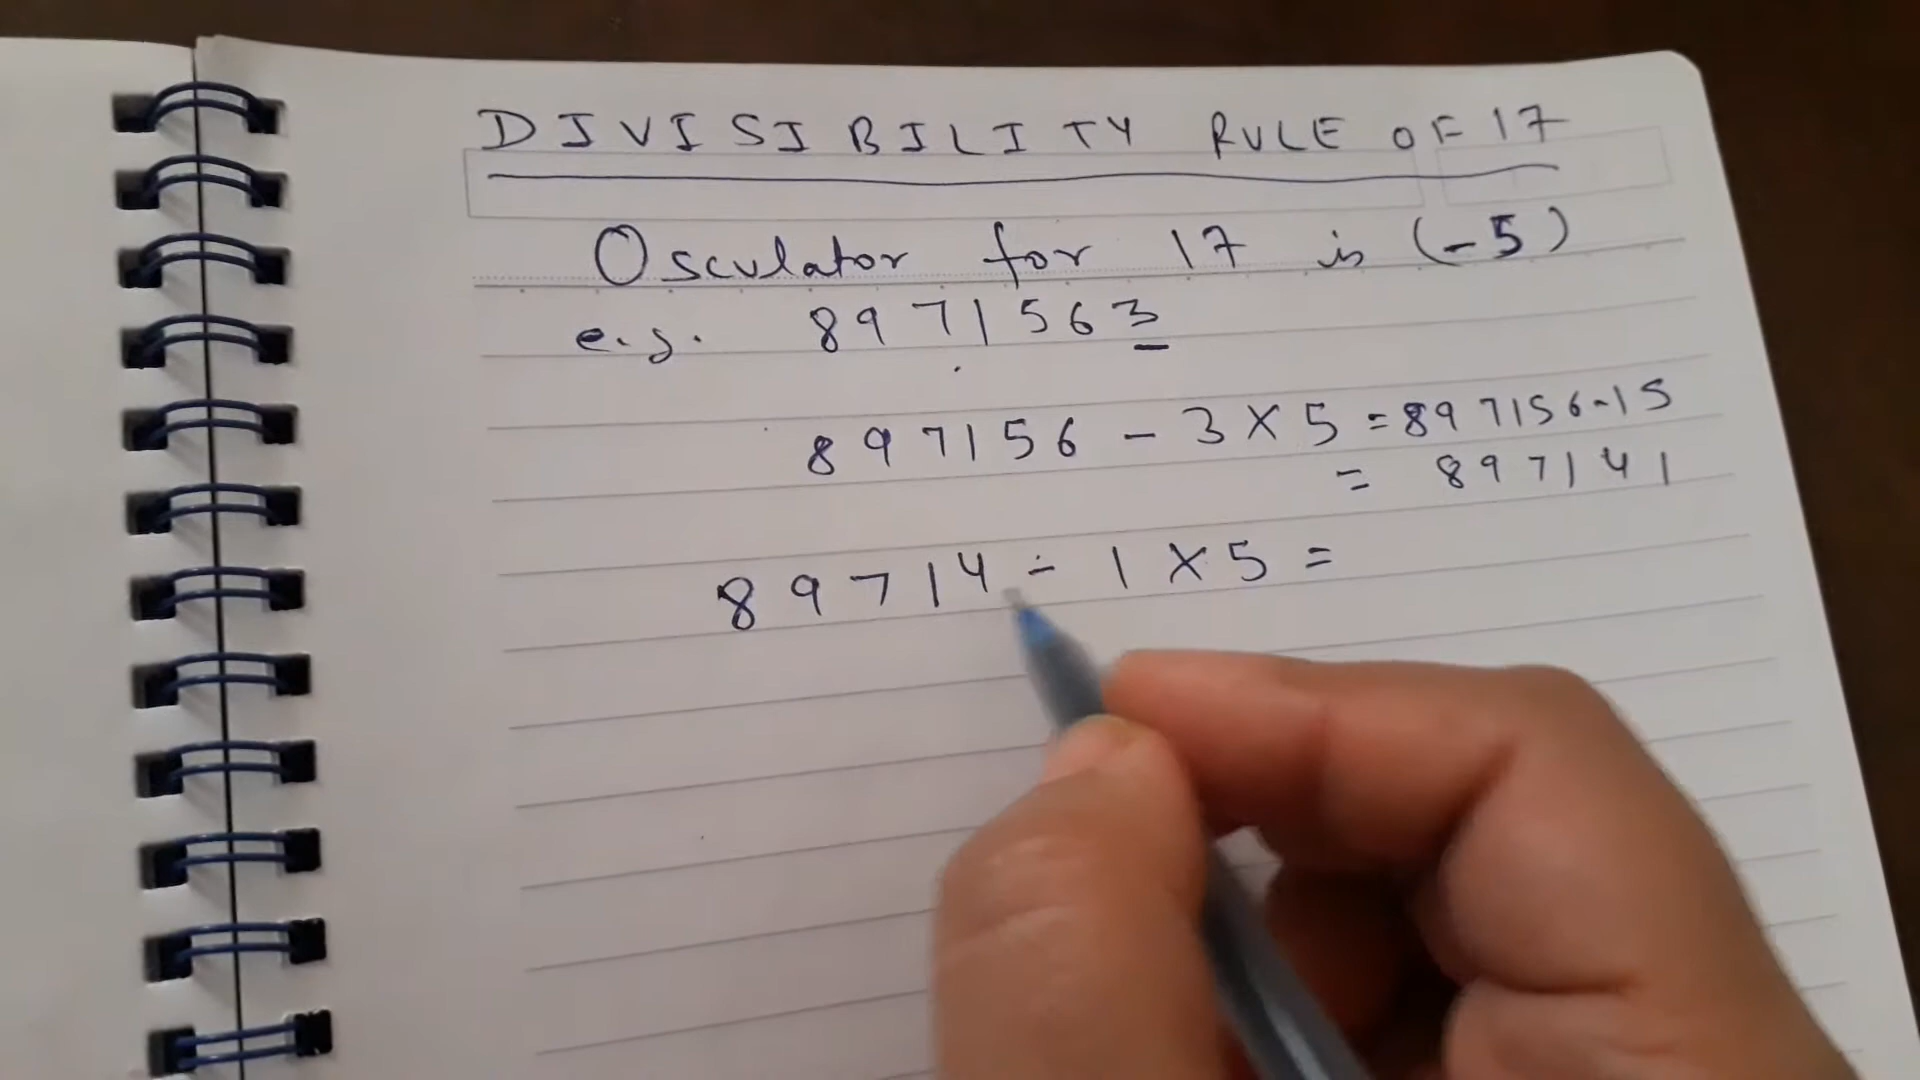 DIVISIBILITY RULE OF 17
Osculator for 17 is (-5)
e.g. 8971563
897156 - 3 × 5 = 897156-15
= 897141
89714 ÷ 1 × 5 =